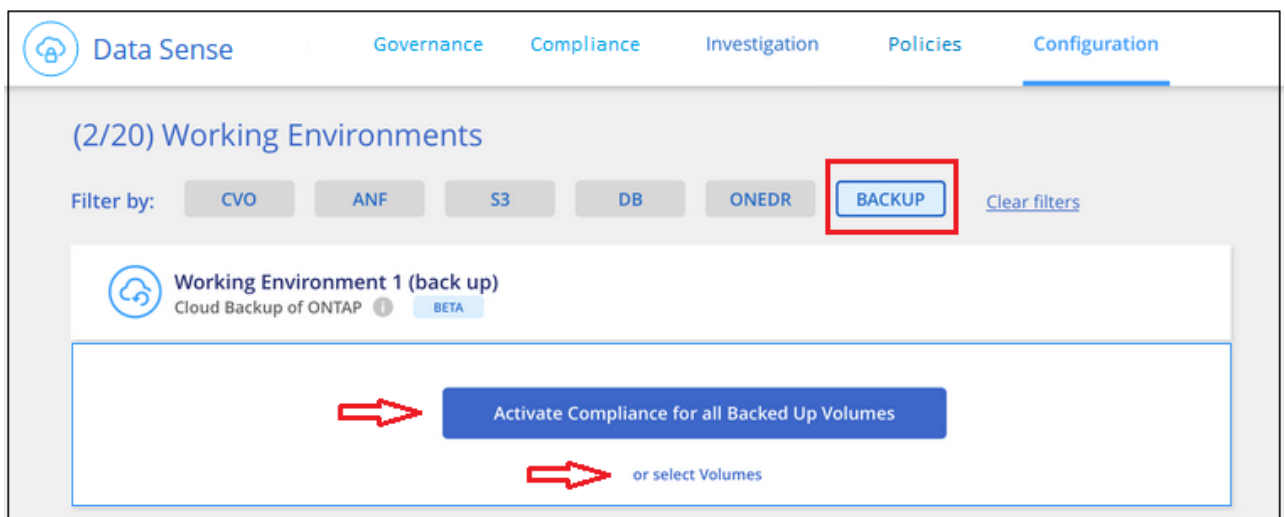 Data Sense Governance Compliance Investigation Policies Configuration
(2/20) Working Environments
Filter by: CVO ANF S3 DB ONEDR BACKUP Clear filters
Working Environment 1 (back up)
Cloud Backup of ONTAP i BETA
Activate Compliance for all Backed Up Volumes
or select Volumes